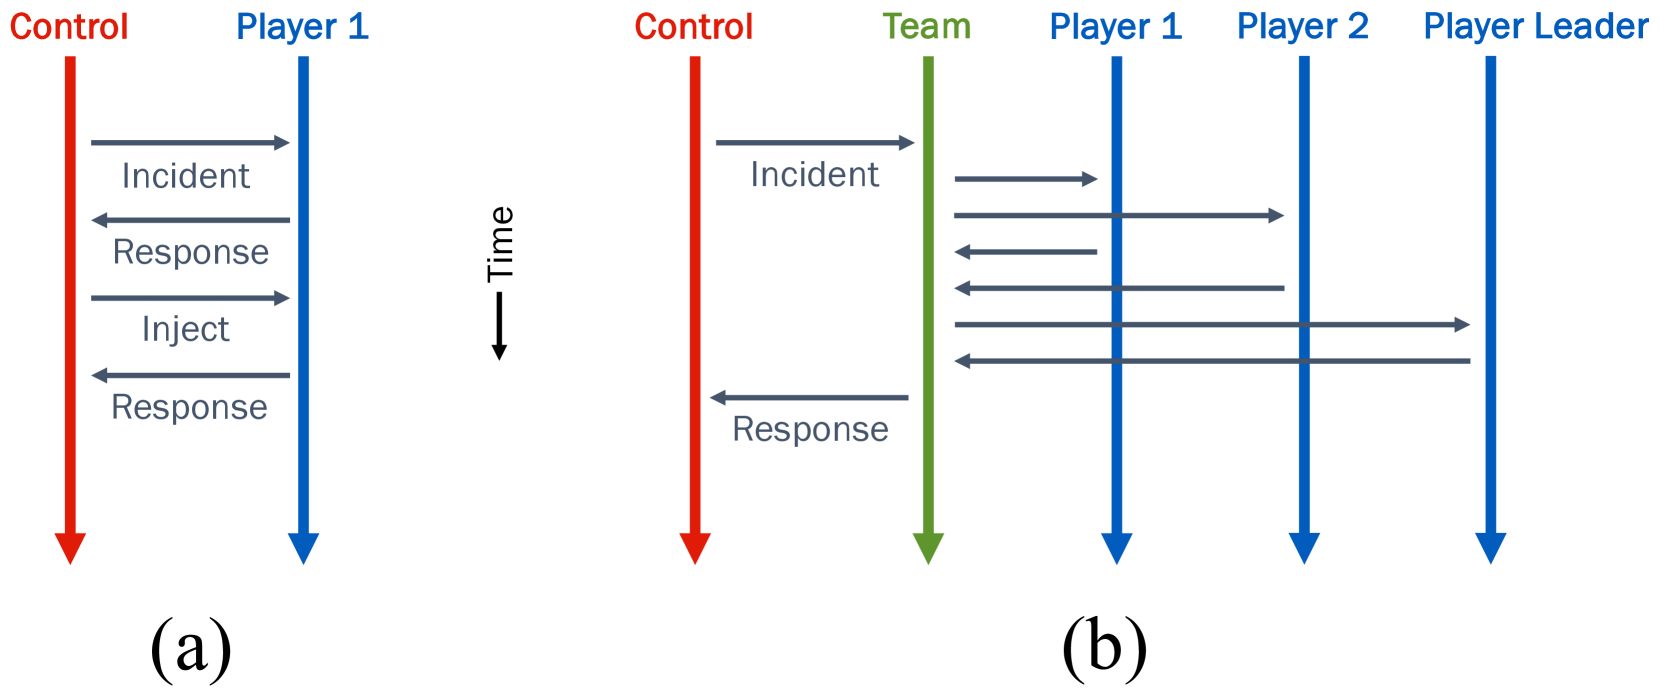 Control
Player 1
Incident
Response
Inject
Response
(a)
Time
Control
Team
Player 1
Player 2
Player Leader
Incident
Response
(b)